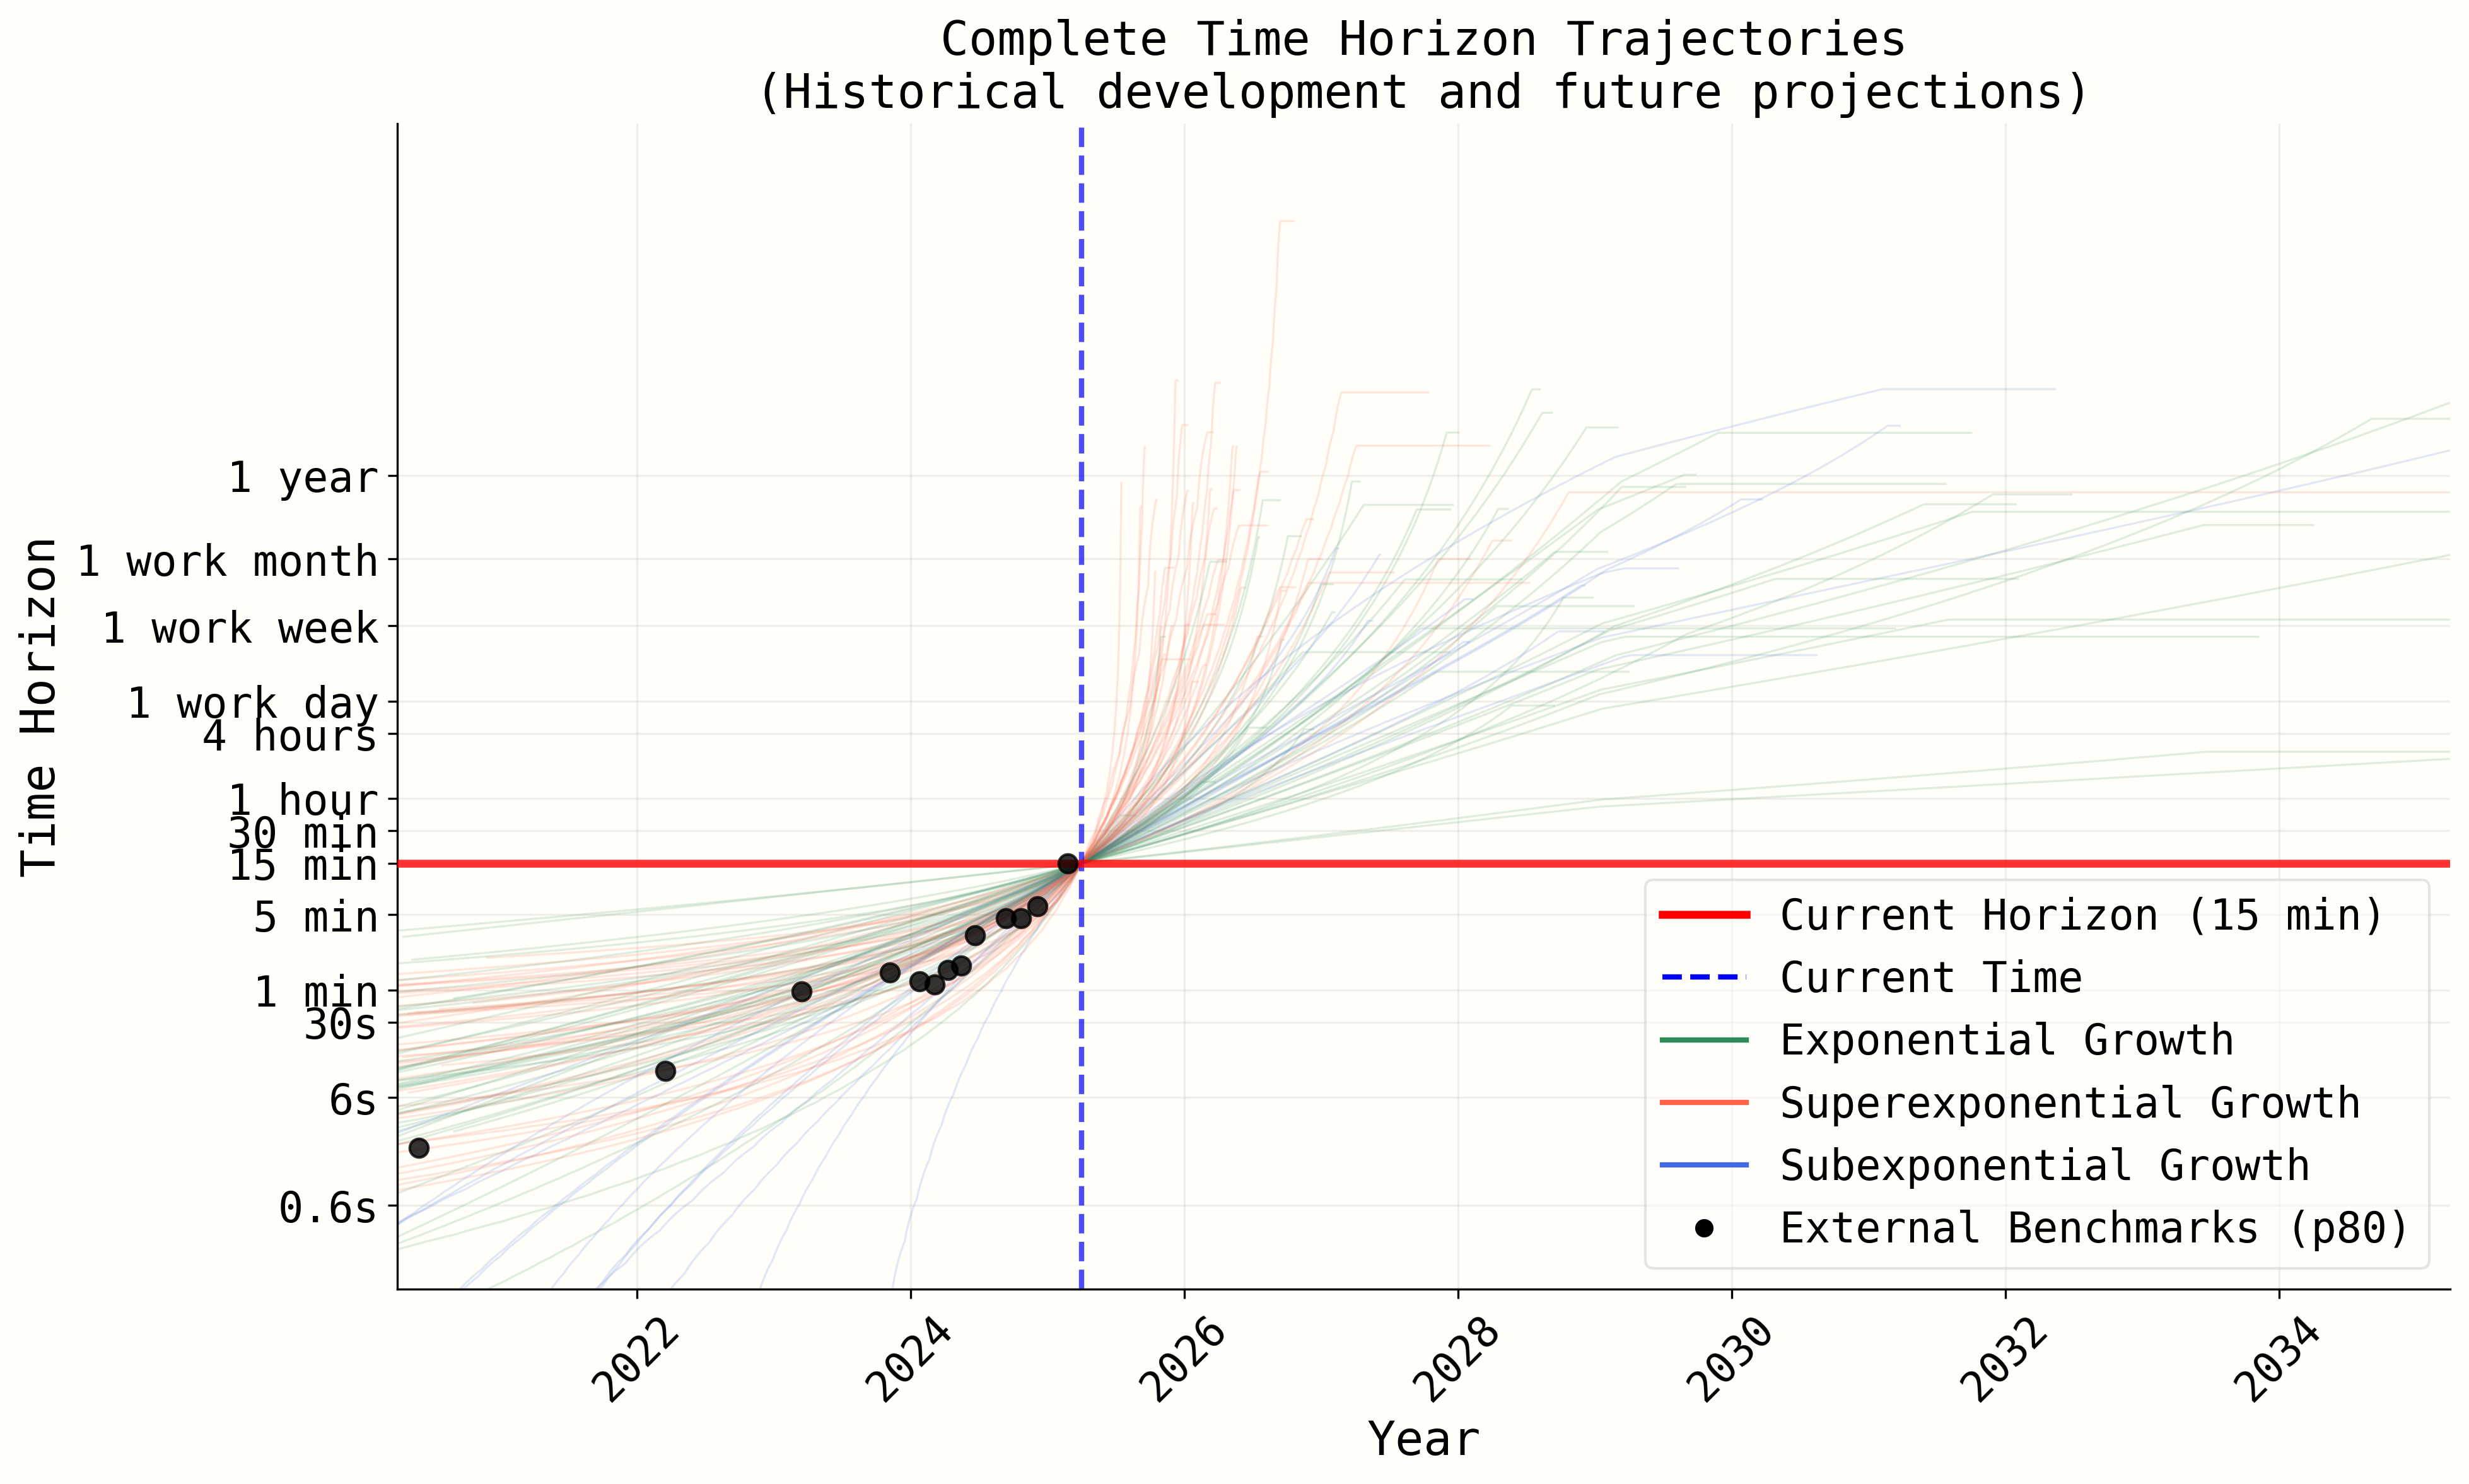 Complete Time Horizon Trajectories
(Historical development and future projections)
Time Horizon
1 year
1 work month
1 work week
1 work day
4 hours
1 hour
30 min
15 min
5 min
1 min
30s
6s
0.6s
Current Horizon (15 min)
Current Time
Exponential Growth
Superexponential Growth
Subexponential Growth
External Benchmarks (p80)
2022
2024
2026
2028
2030
2032
2034
Year